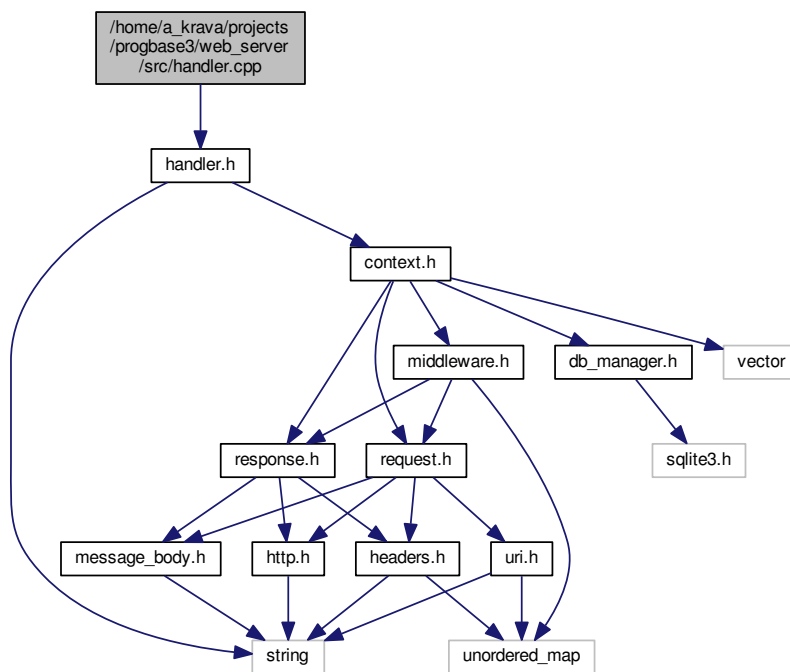 /home/a_krava/projects
/progbase3/web_server
/src/handler.cpp
handler.h
context.h
middleware.h
db_manager.h
vector
response.h
request.h
sqlite3.h
message_body.h
http.h
headers.h
uri.h
string
unordered_map